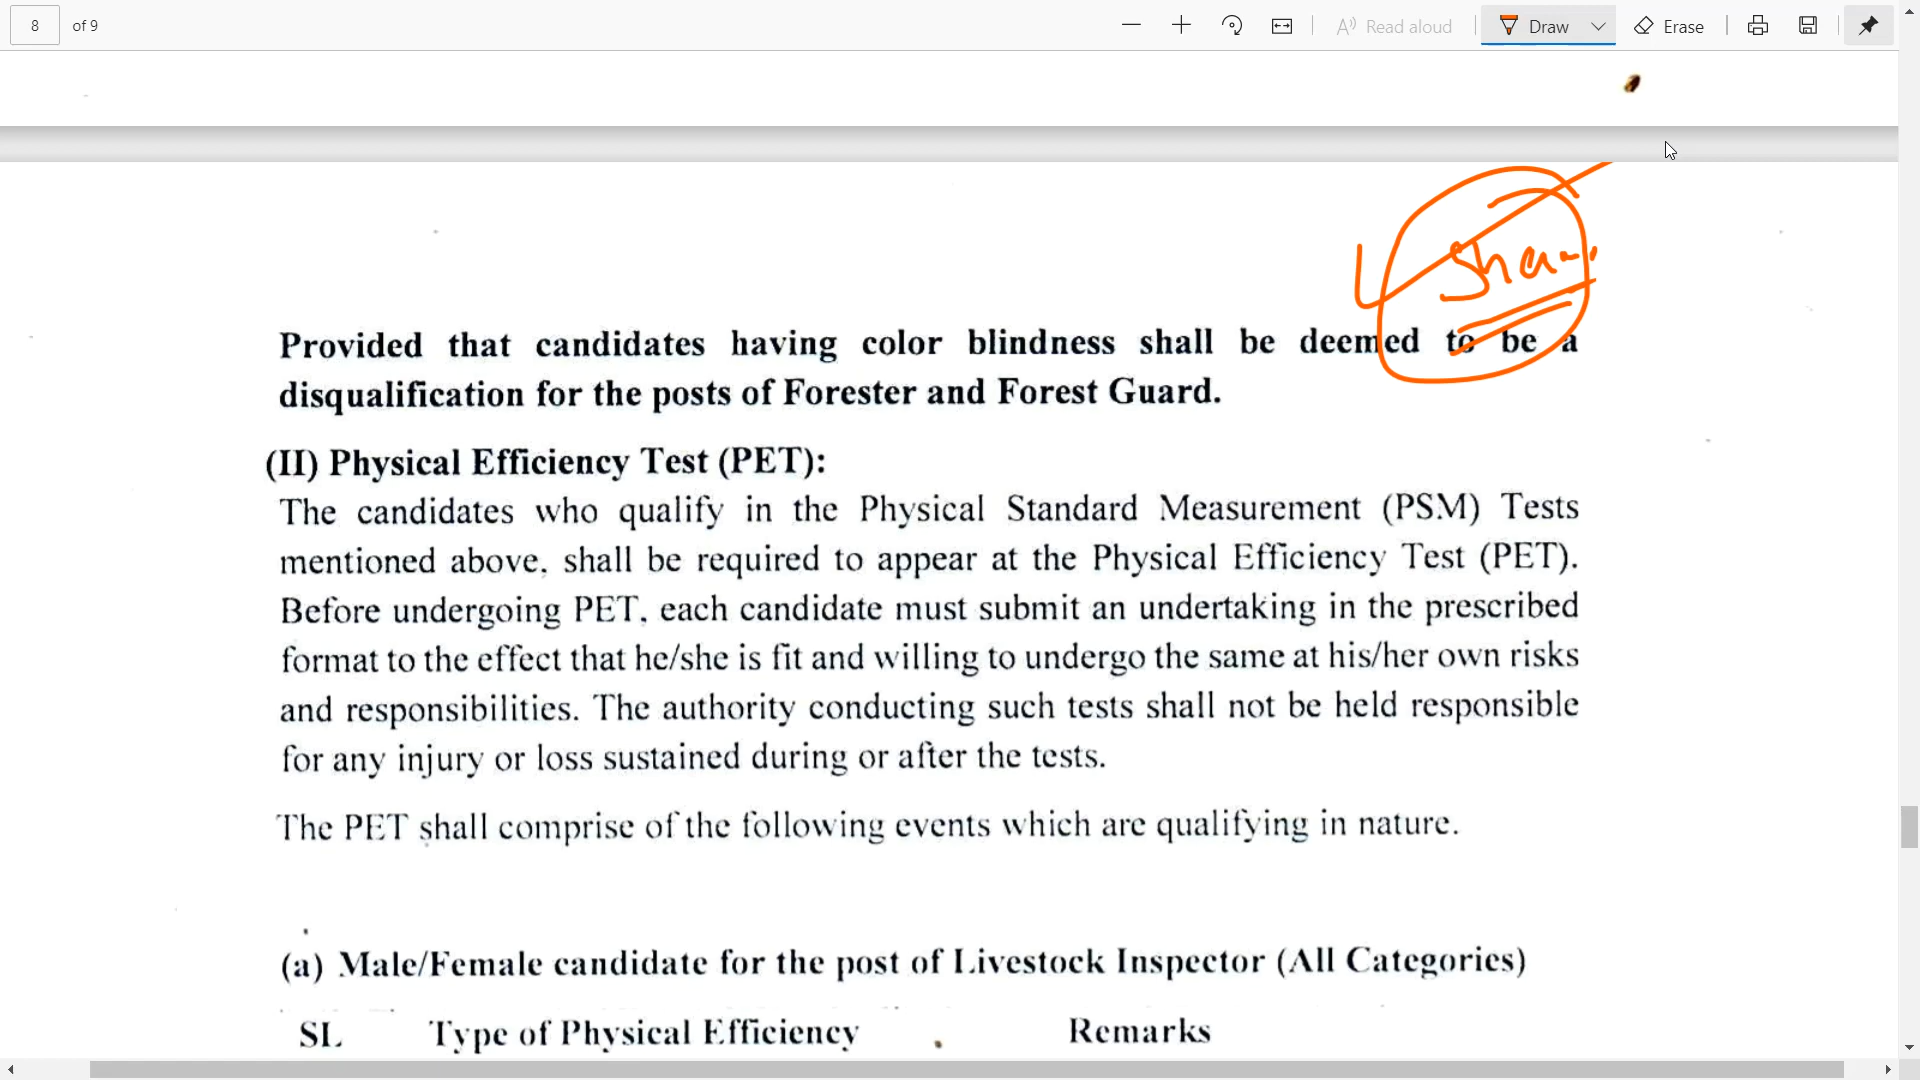 8 of 9 Read aloud Draw Erase
Provided that candidates having color blindness shall be deemed to be a
disqualification for the posts of Forester and Forest Guard.
(II) Physical Efficiency Test (PET):
The candidates who qualify in the Physical Standard Measurement (PSM) Tests
mentioned above, shall be required to appear at the Physical Efficiency Test (PET).
Before undergoing PET, each candidate must submit an undertaking in the prescribed
format to the effect that he/she is fit and willing to undergo the same at his/her own risks
and responsibilities. The authority conducting such tests shall not be held responsible
for any injury or loss sustained during or after the tests.
The PET shall comprise of the following events which are qualifying in nature.
(a) Male/Female candidate for the post of Livestock Inspector (All Categories)
SL Type of Physical Efficiency Remarks